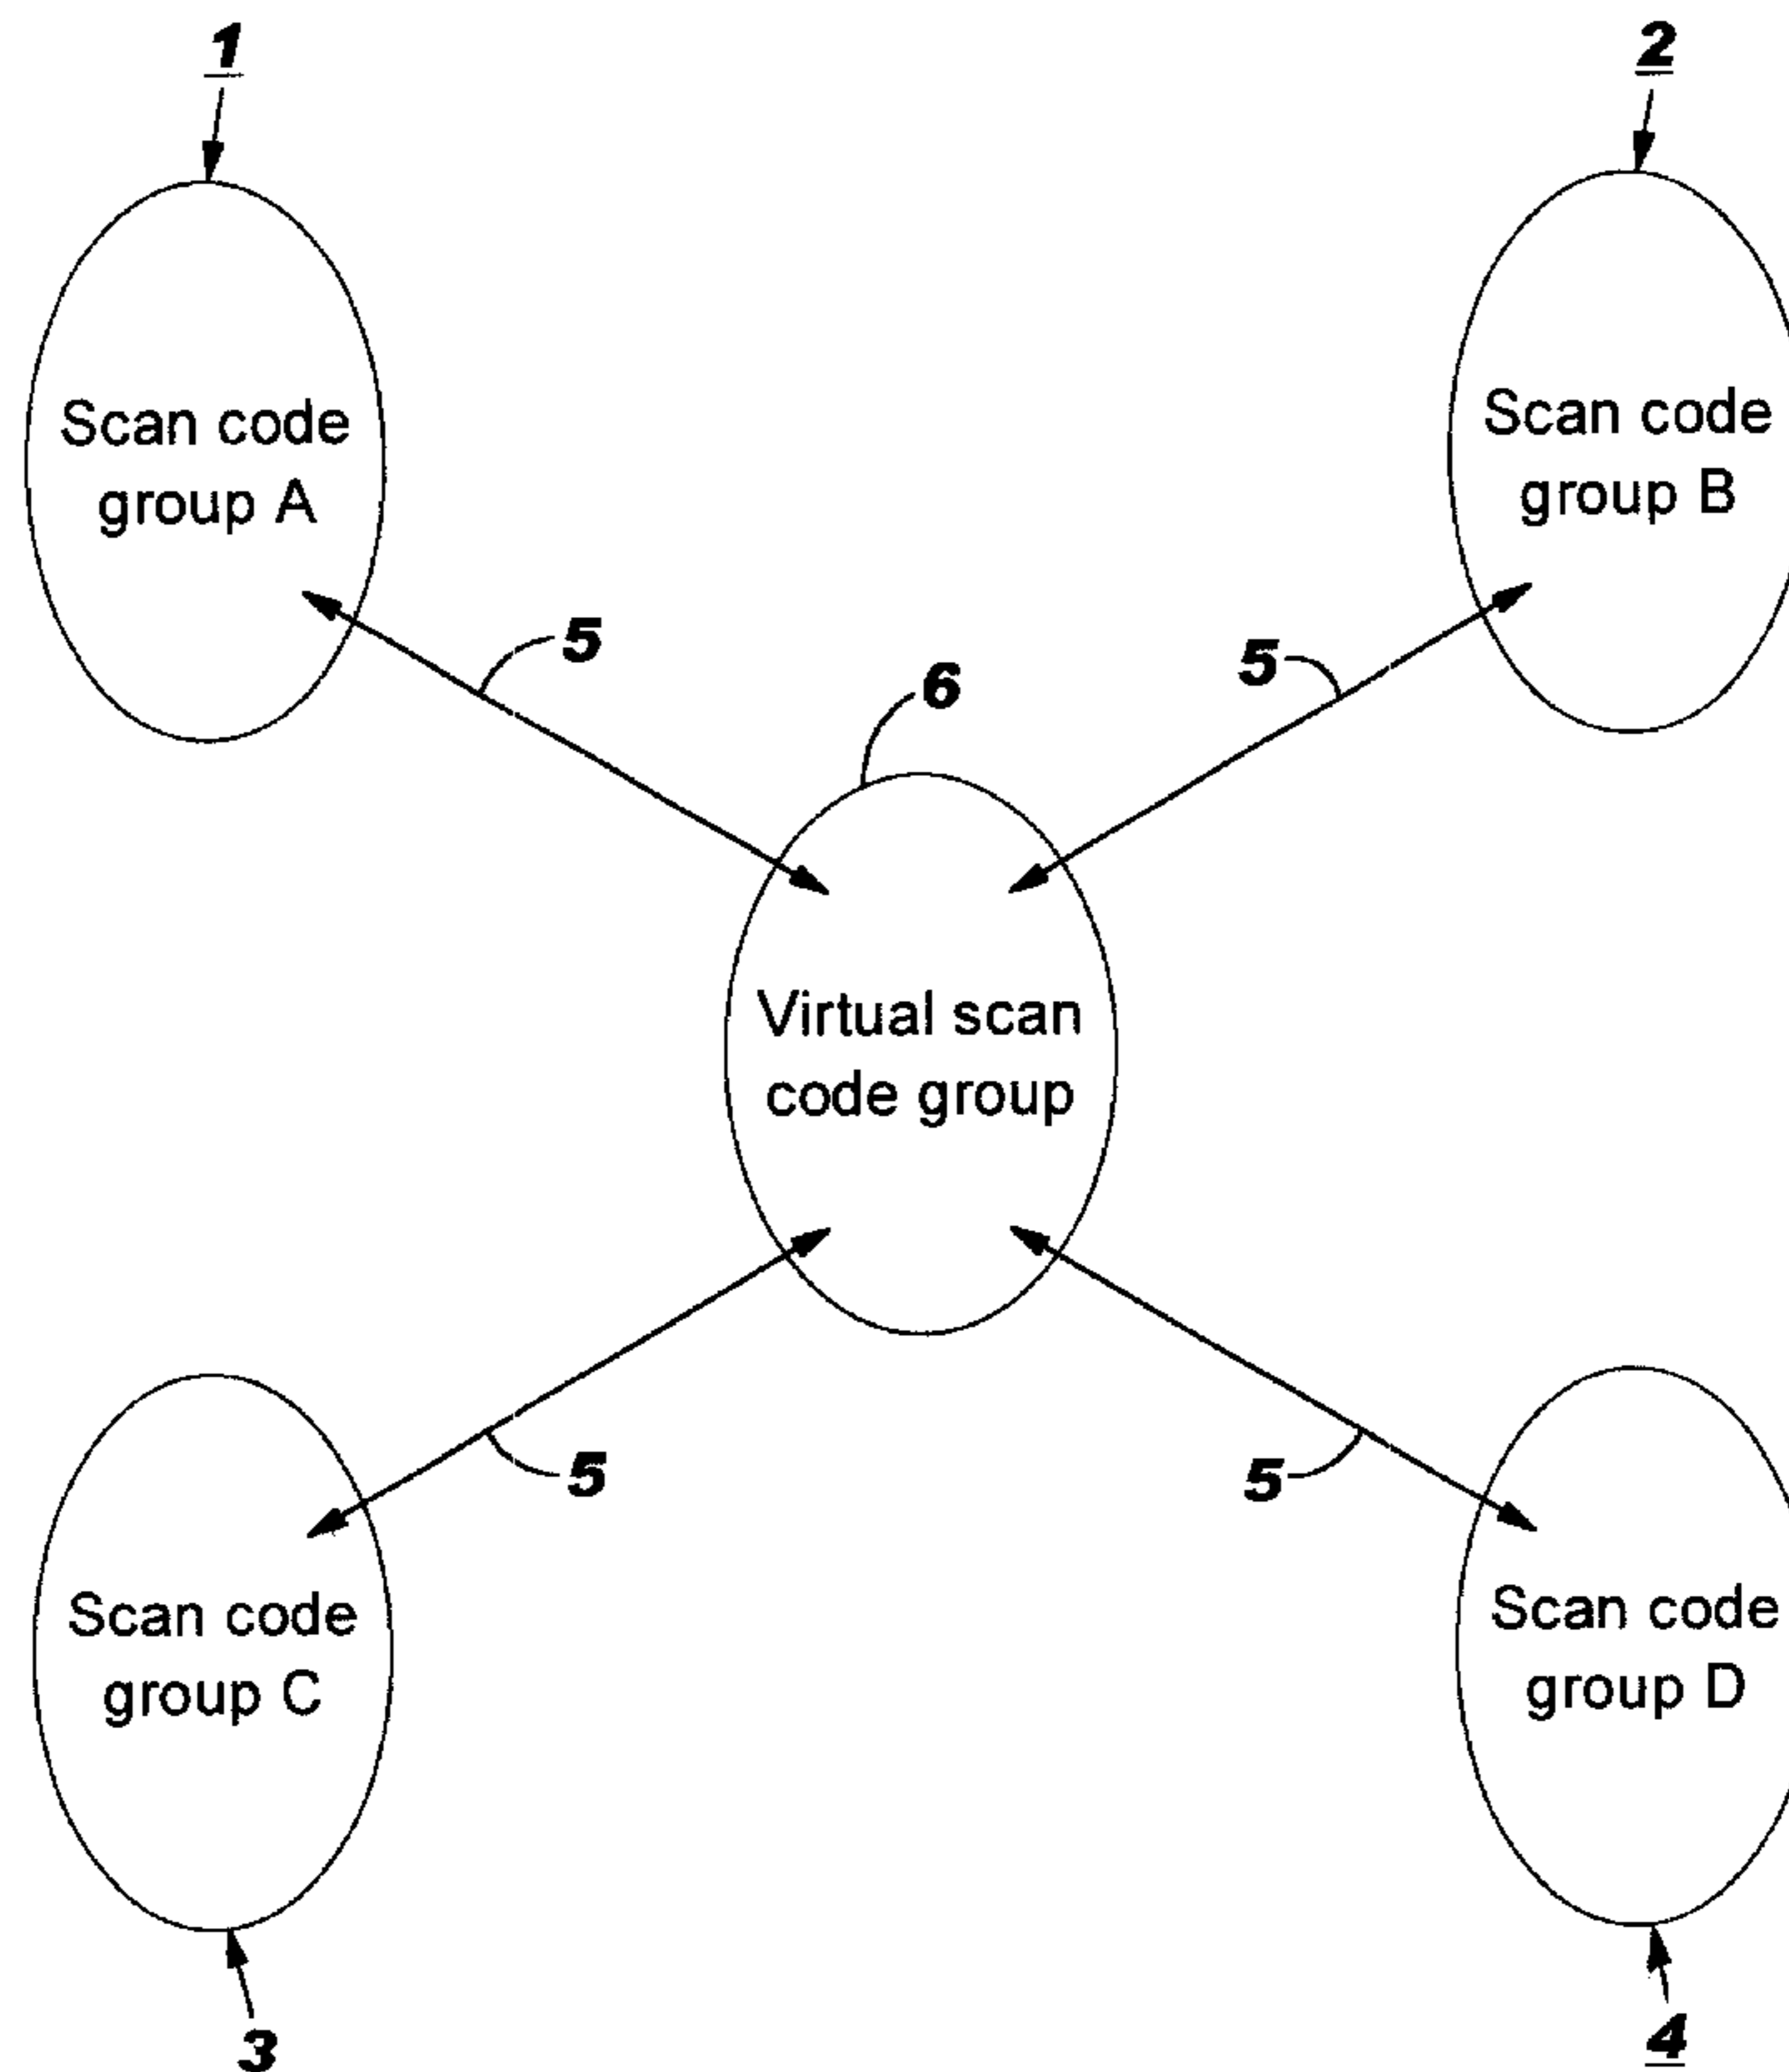 1
2
Scan code
group A
Scan code
group B
5
6
5
Virtual scan
code group
5
5
Scan code
group C
Scan code
group D
3
4